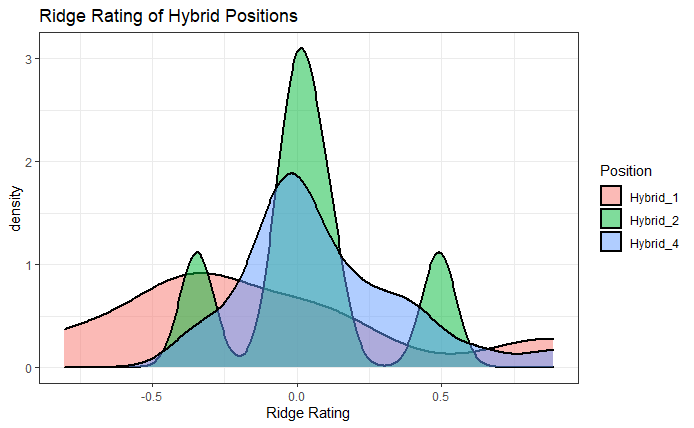 Ridge Rating of Hybrid Positions
3
2
1
0
density
-0.5
0.0
0.5
Ridge Rating
Position
Hybrid_1
Hybrid_2
Hybrid_4